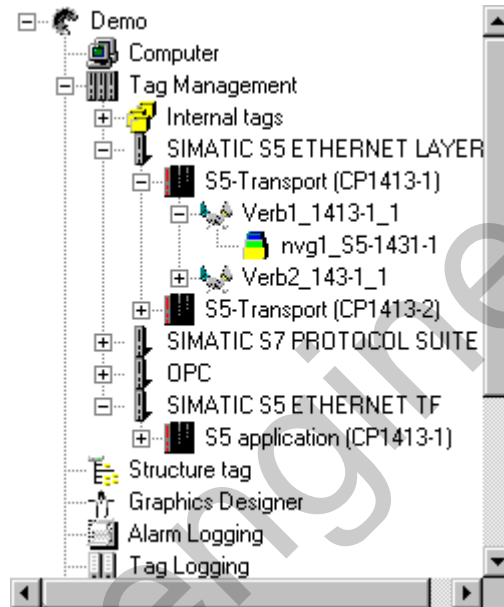 Demo
Computer
Tag Management
Internal tags
SIMATIC S5 ETHERNET LAYER
S5-Transport (CP1413-1)
Verb1_1413-1_1
nvg1_S5-1431-1
Verb2_143-1_1
S5-Transport (CP1413-2)
SIMATIC S7 PROTOCOL SUITE
OPC
SIMATIC S5 ETHERNET TF
S5 application (CP1413-1)
Structure tag
Graphics Designer
Alarm Logging
Tag Logging